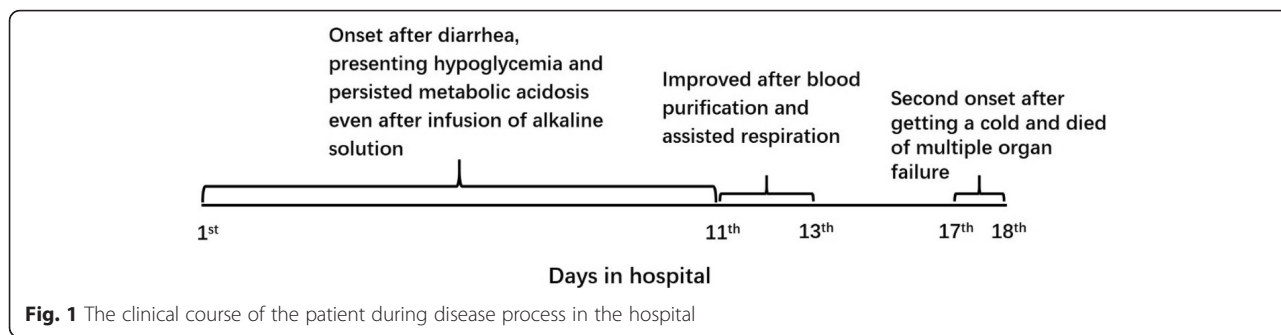 Onset after diarrhea,
presenting hypoglycemia and
persisted metabolic acidosis
even after infusion of alkaline
solution
Improved after blood
purification and
assisted respiration
Second onset after
getting a cold and died
of multiple organ
failure
1st
11th
13th
17th
18th
Days in hospital
Fig. 1 The clinical course of the patient during disease process in the hospital